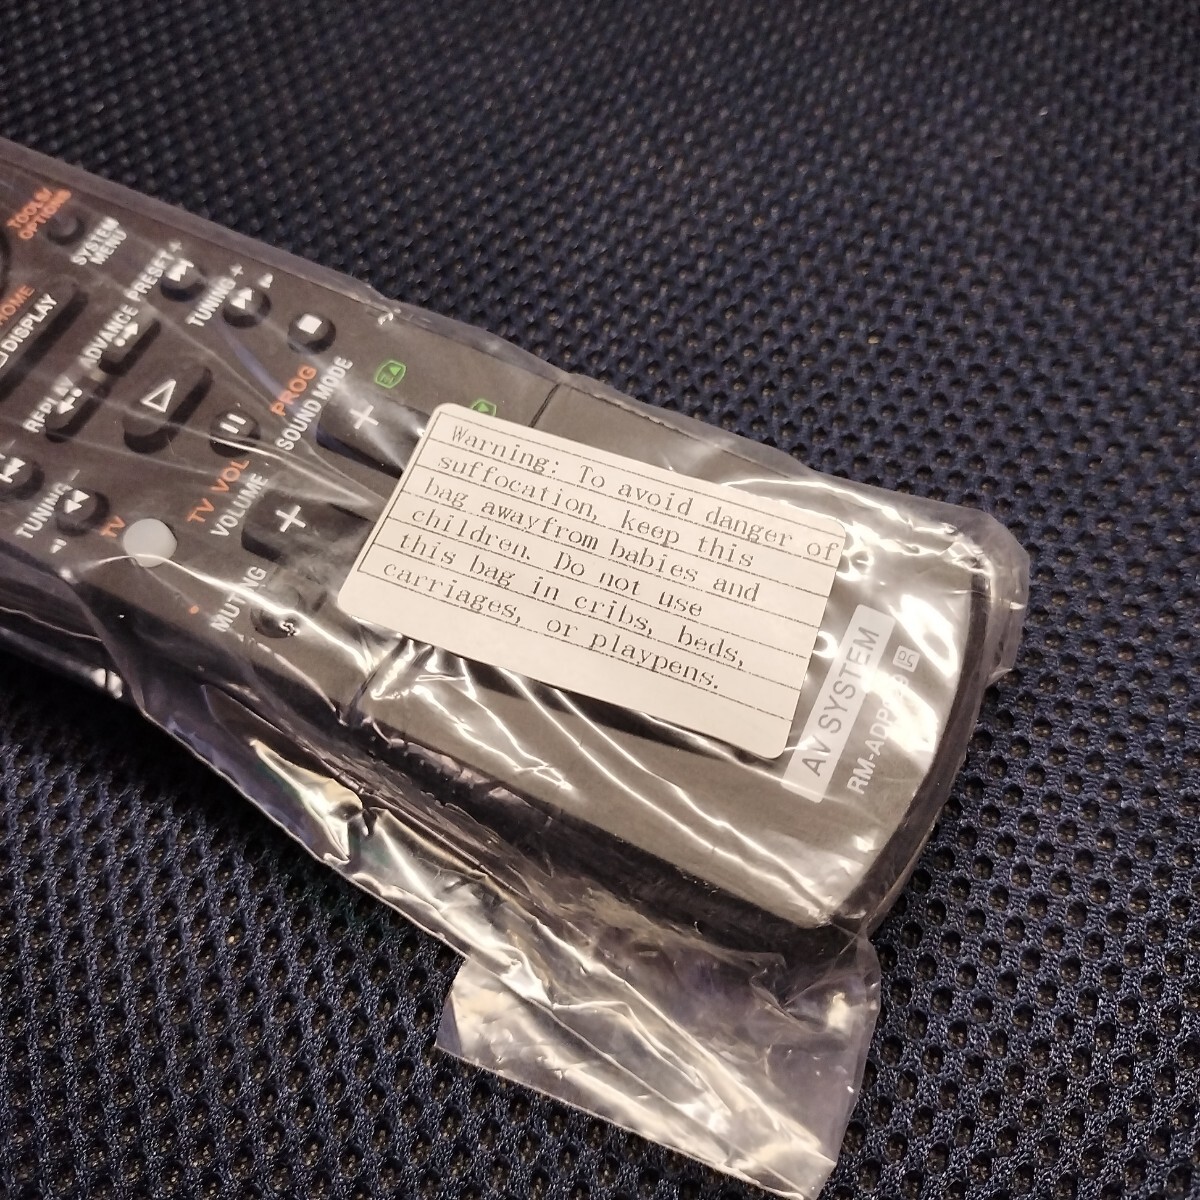 Warning: To avoid danger of
suffocation, keep this
bag awayfrom babies and
children. Do not use
this bag in cribs, beds,
carriages, or playpens.
AV SYSTEM
TOOLS/
OPTIONS
SYSTEM
MENU
HOME
DISPLAY
PRESET+
ADVANCE
TUNING+
REPLAY
PROG
SOUND MODE
TV VOL
VOLUME
TUNING-
TV
MUTING